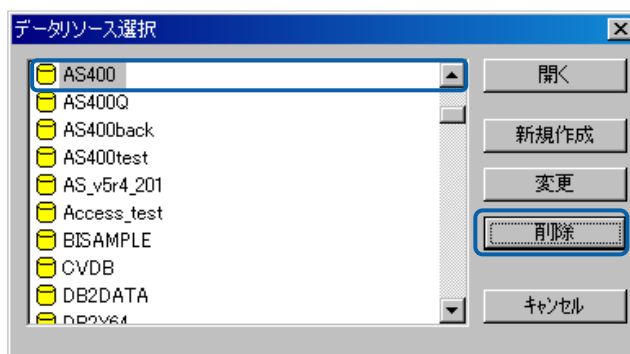 データリソース選択
AS400
AS400Q
AS400back
AS400test
AS_v5r4_201
Access_test
BISAMPLE
CVDB
DB2DATA
DB2Y64
開く
新規作成
変更
削除
キャンセル